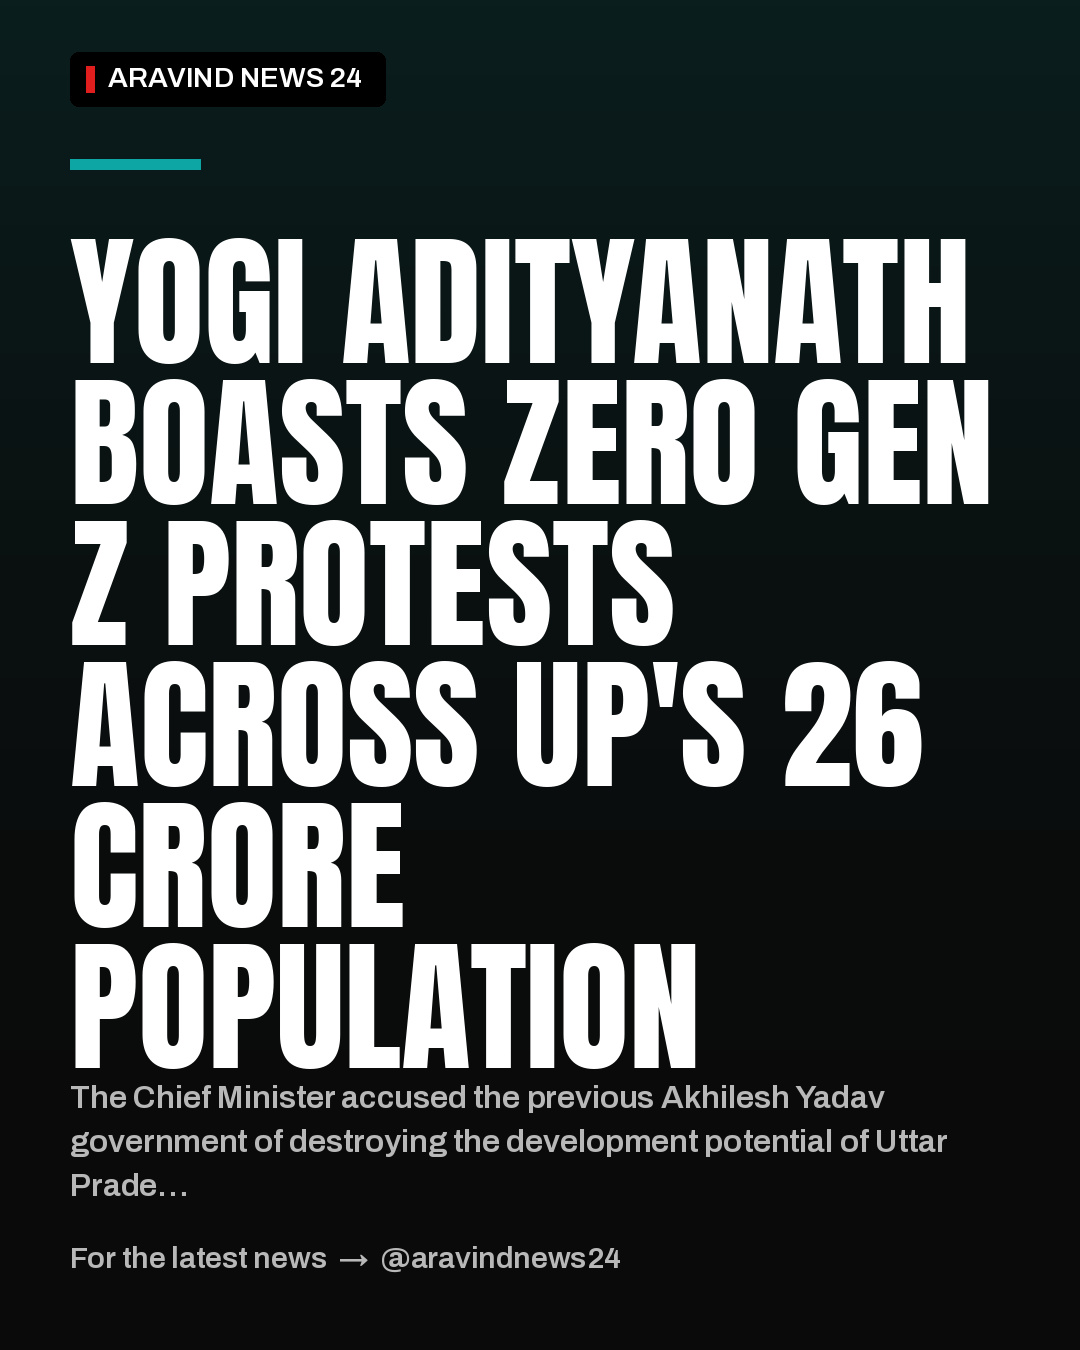 ARAVIND NEWS 24
YOGI ADITYANATH
BOASTS ZERO GEN
Z PROTESTS
ACROSS UP'S 26
CRORE
POPULATION
The Chief Minister accused the previous Akhilesh Yadav
government of destroying the development potential of Uttar
Prade...
For the latest news → @aravindnews24